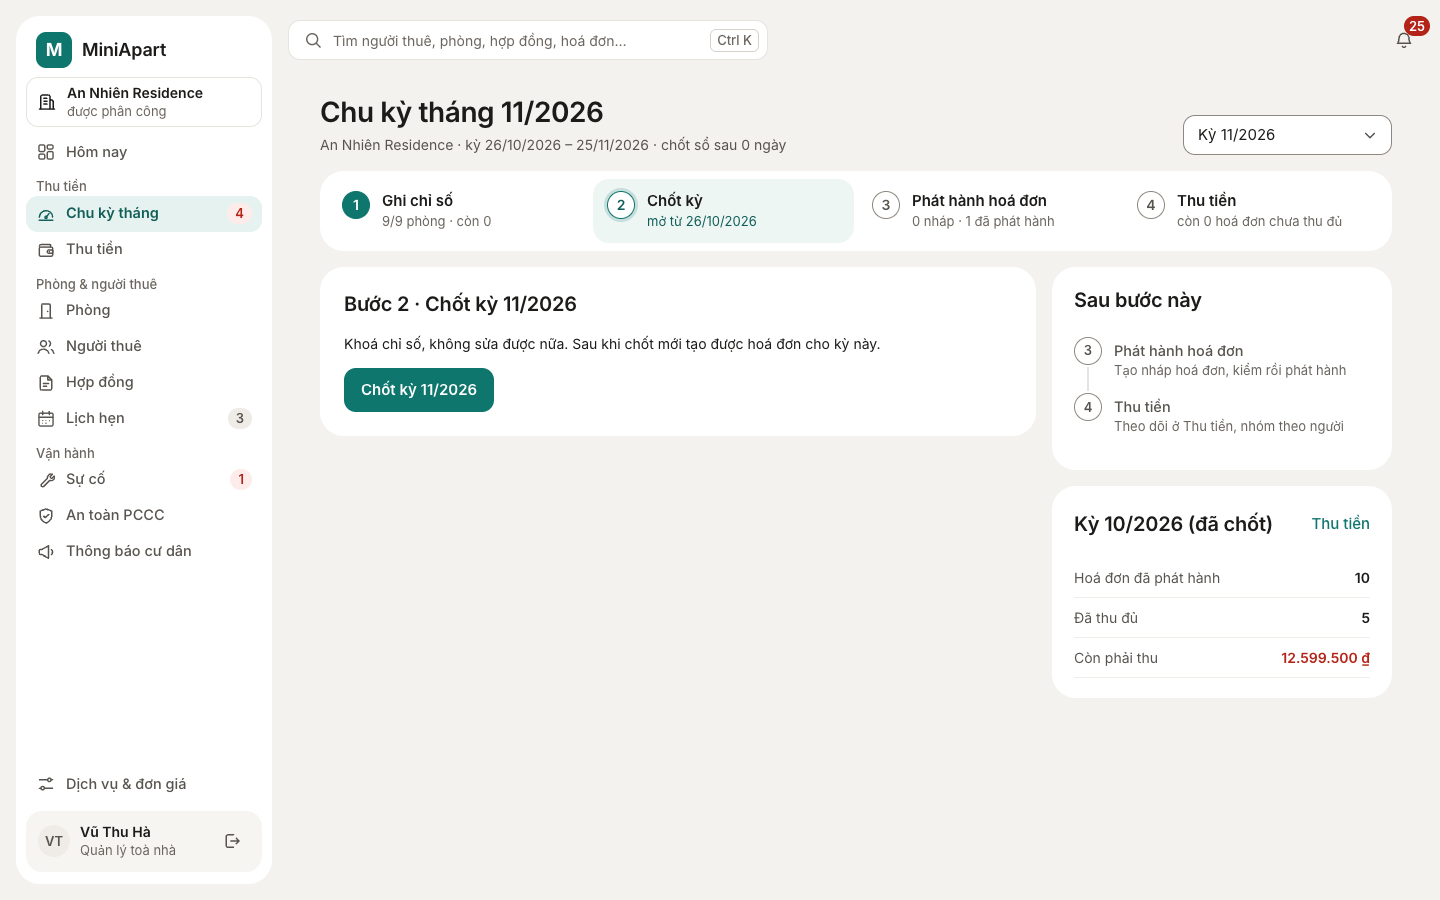 M MiniApart
An Nhiên Residence
được phân công
Hôm nay
Thu tiền
Chu kỳ tháng 4
Thu tiền
Phòng & người thuê
Phòng
Người thuê
Hợp đồng
Lịch hẹn 3
Vận hành
Sự cố 1
An toàn PCCC
Thông báo cư dân
Dịch vụ & đơn giá
VT Vũ Thu Hà
Quản lý toà nhà
Tìm người thuê, phòng, hợp đồng, hoá đơn... Ctrl K
25
Chu kỳ tháng 11/2026
An Nhiên Residence · kỳ 26/10/2026 – 25/11/2026 · chốt sổ sau 0 ngày
Kỳ 11/2026
1 Ghi chỉ số
9/9 phòng · còn 0
2 Chốt kỳ
mở từ 26/10/2026
3 Phát hành hoá đơn
0 nháp · 1 đã phát hành
4 Thu tiền
còn 0 hoá đơn chưa thu đủ
Bước 2 · Chốt kỳ 11/2026
Khoá chỉ số, không sửa được nữa. Sau khi chốt mới tạo được hoá đơn cho kỳ này.
Chốt kỳ 11/2026
Sau bước này
3 Phát hành hoá đơn
Tạo nháp hoá đơn, kiểm rồi phát hành
4 Thu tiền
Theo dõi ở Thu tiền, nhóm theo người
Kỳ 10/2026 (đã chốt) Thu tiền
Hoá đơn đã phát hành 10
Đã thu đủ 5
Còn phải thu 12.599.500 ₫